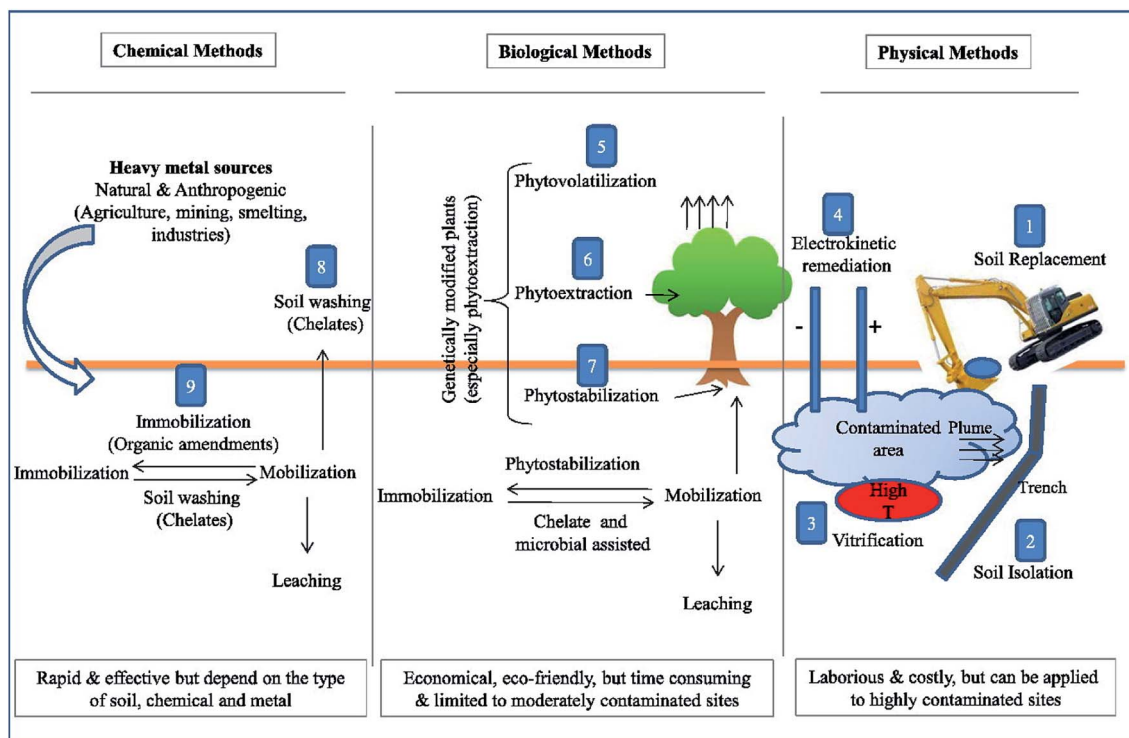 Chemical Methods
Heavy metal sources
Natural & Anthropogenic
(Agriculture, mining, smelting,
industries)
8
Soil washing
(Chelates)
9
Immobilization
(Organic amendments)
Immobilization
Mobilization
Soil washing
(Chelates)
Leaching
Rapid & effective but depend on the type
of soil, chemical and metal
Biological Methods
Genetically modified plants
(especially phytoextraction)
5
Phytovolatilization
6
Phytoextraction
7
Phytostabilization
Phytostabilization
Immobilization
Mobilization
Chelate and
microbial assisted
Leaching
Economical, eco-friendly, but time consuming
& limited to moderately contaminated sites
Physical Methods
4
Electrokinetic
remediation
1
Soil Replacement
- +
Contaminated
area
Plume
High
T
Trench
3
Vitrification
2
Soil Isolation
Laborious & costly, but can be applied
to highly contaminated sites